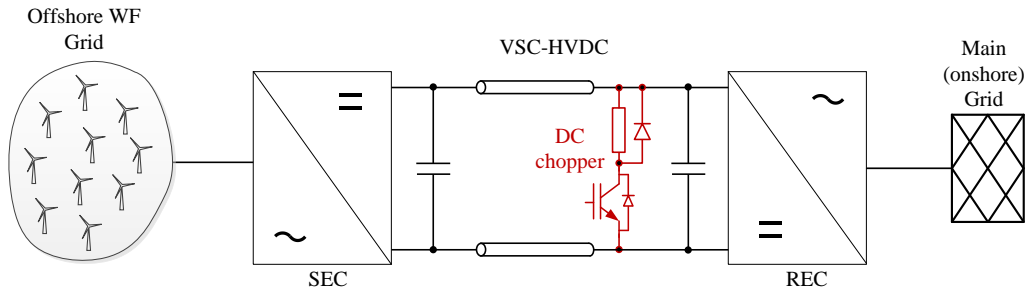 Offshore WF
Grid
VSC-HVDC
Main
(onshore)
Grid
DC
chopper
SEC
REC